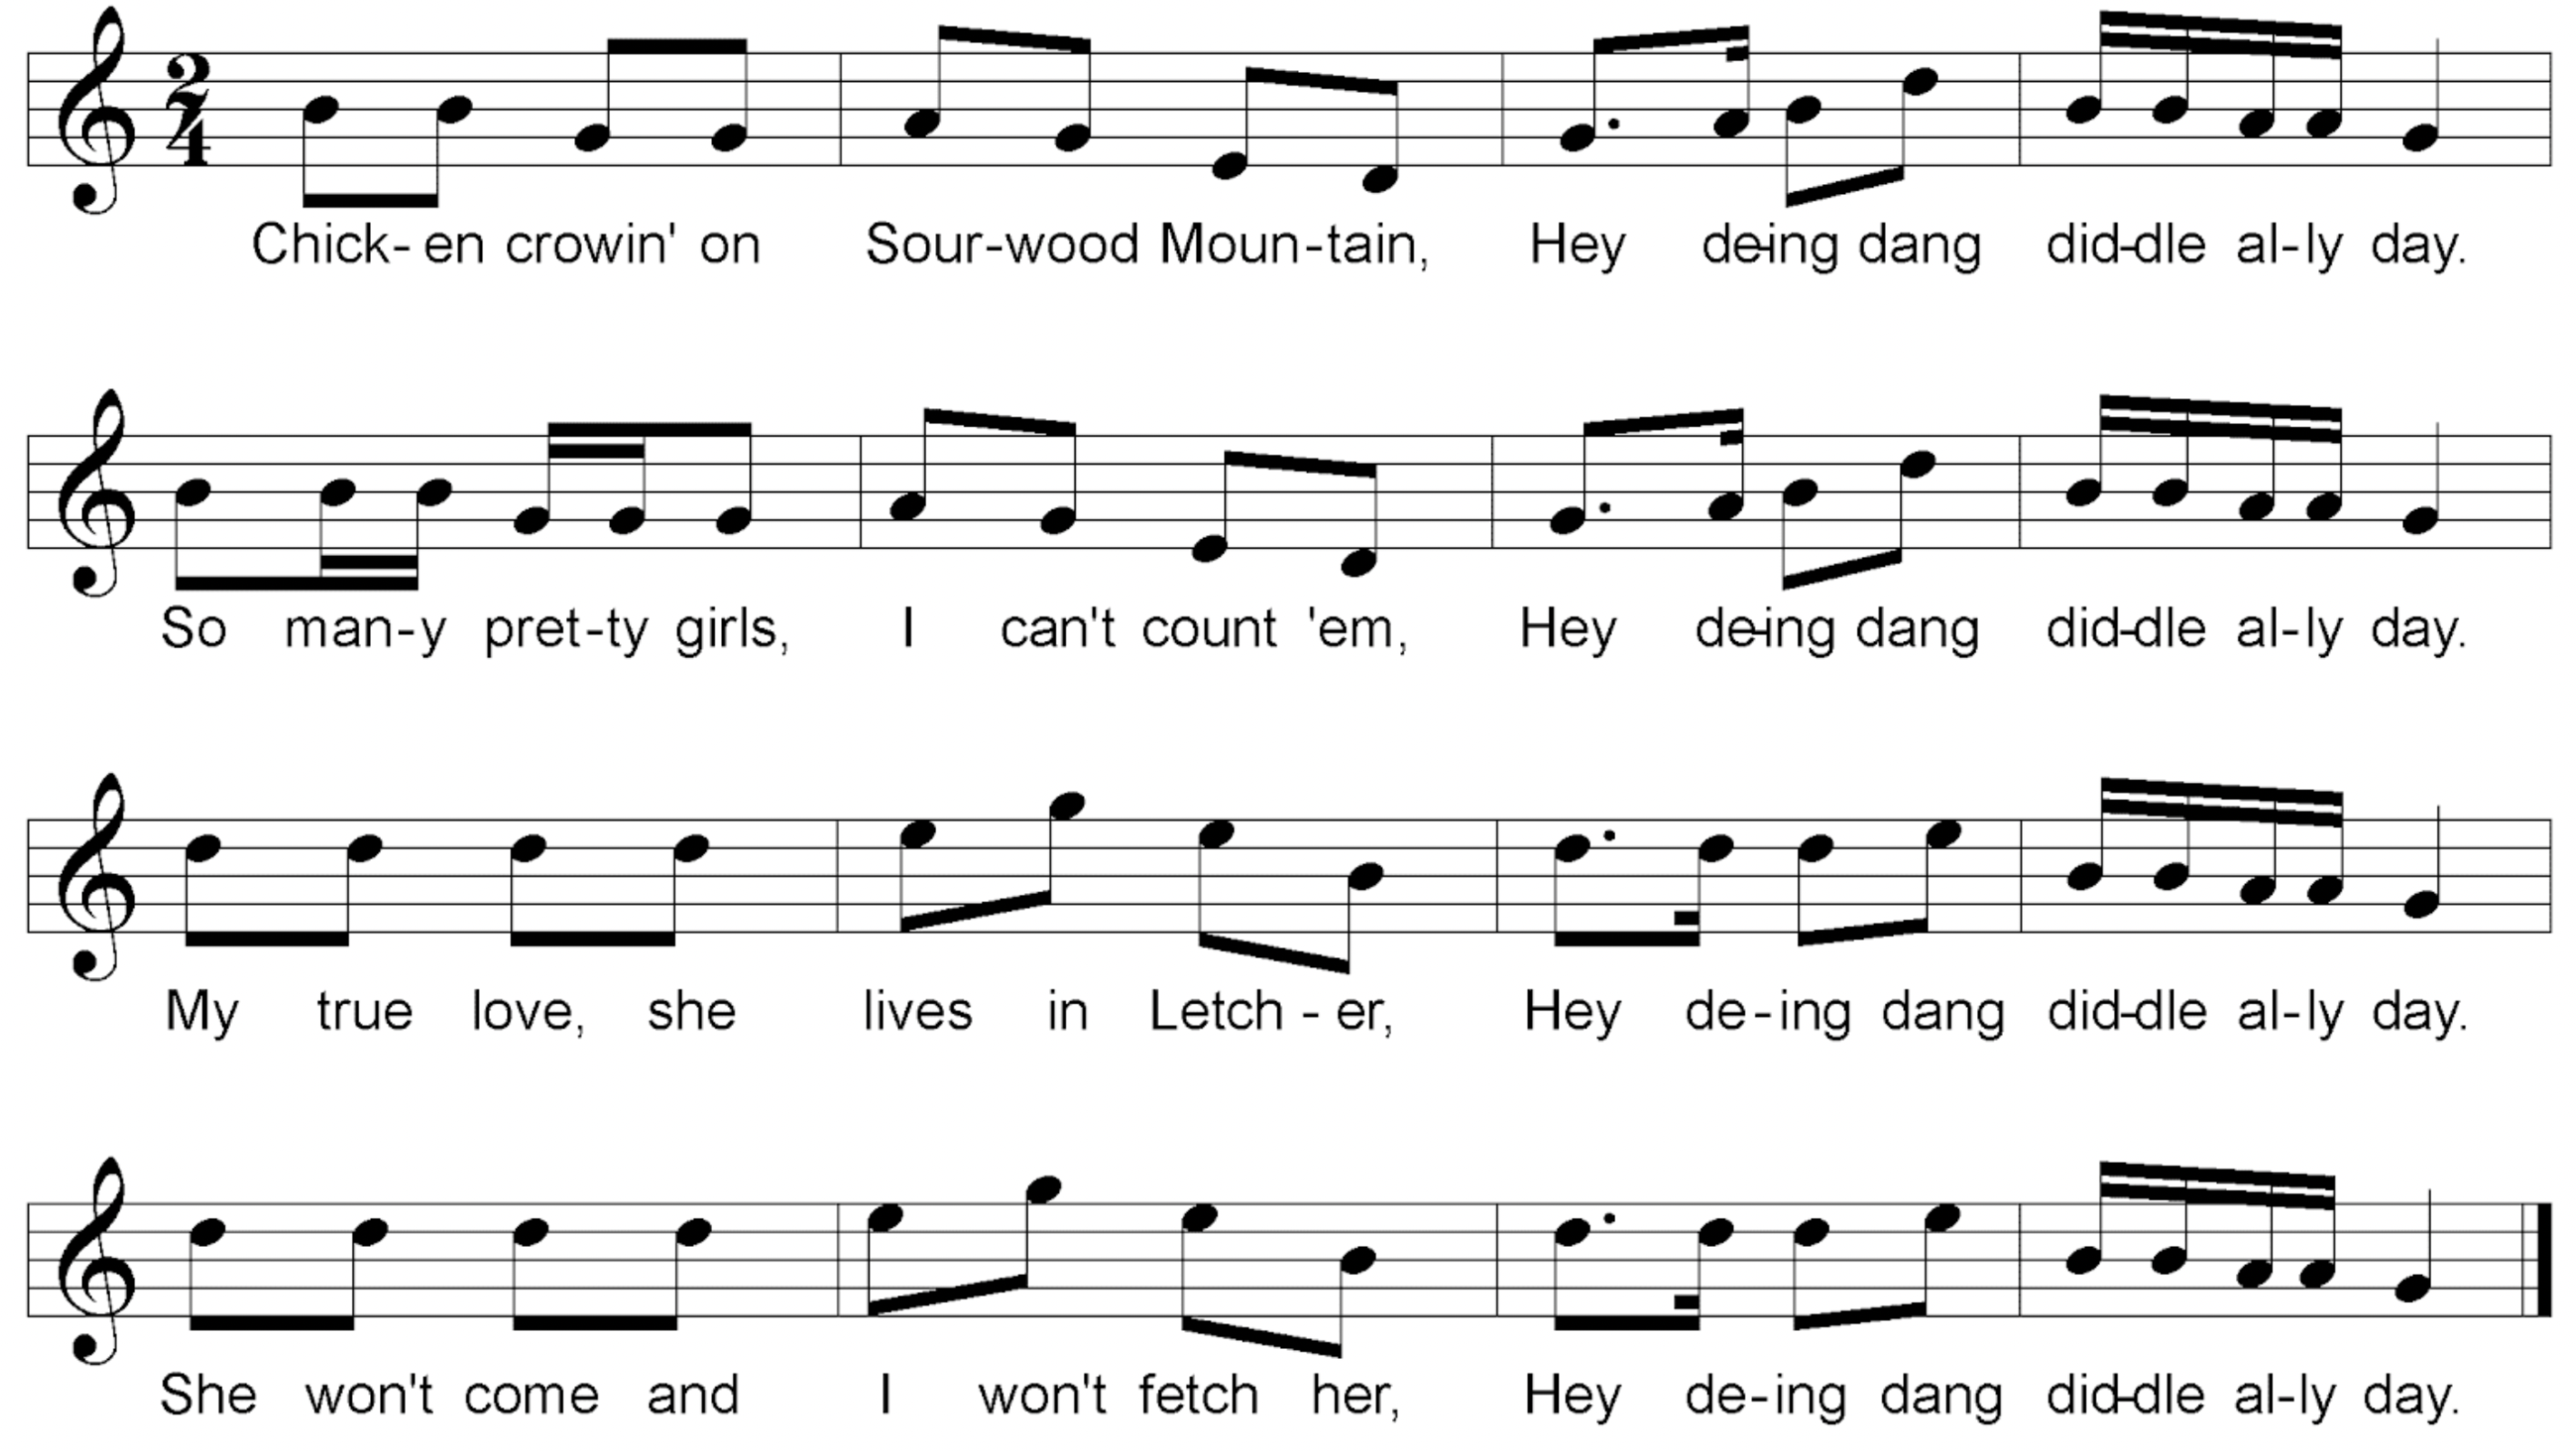 2
4
Chick- en crowin' on Sour-wood Moun-tain, Hey de-ing dang did-dle al-ly day.
So man-y pret-ty girls, I can't count 'em, Hey de-ing dang did-dle al-ly day.
My true love, she lives in Letch - er, Hey de-ing dang did-dle al-ly day.
She won't come and I won't fetch her, Hey de-ing dang did-dle al-ly day.